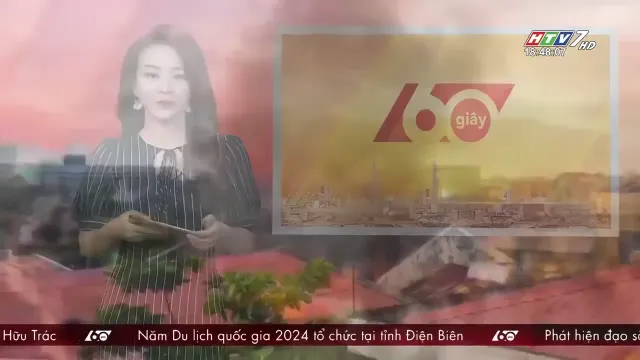 HTV7 HD
18:48:07
60 giây
Hữu Trác 60 Năm Du lịch quốc gia 2024 tổ chức tại tỉnh Điện Biên 60 Phát hiện đạo s